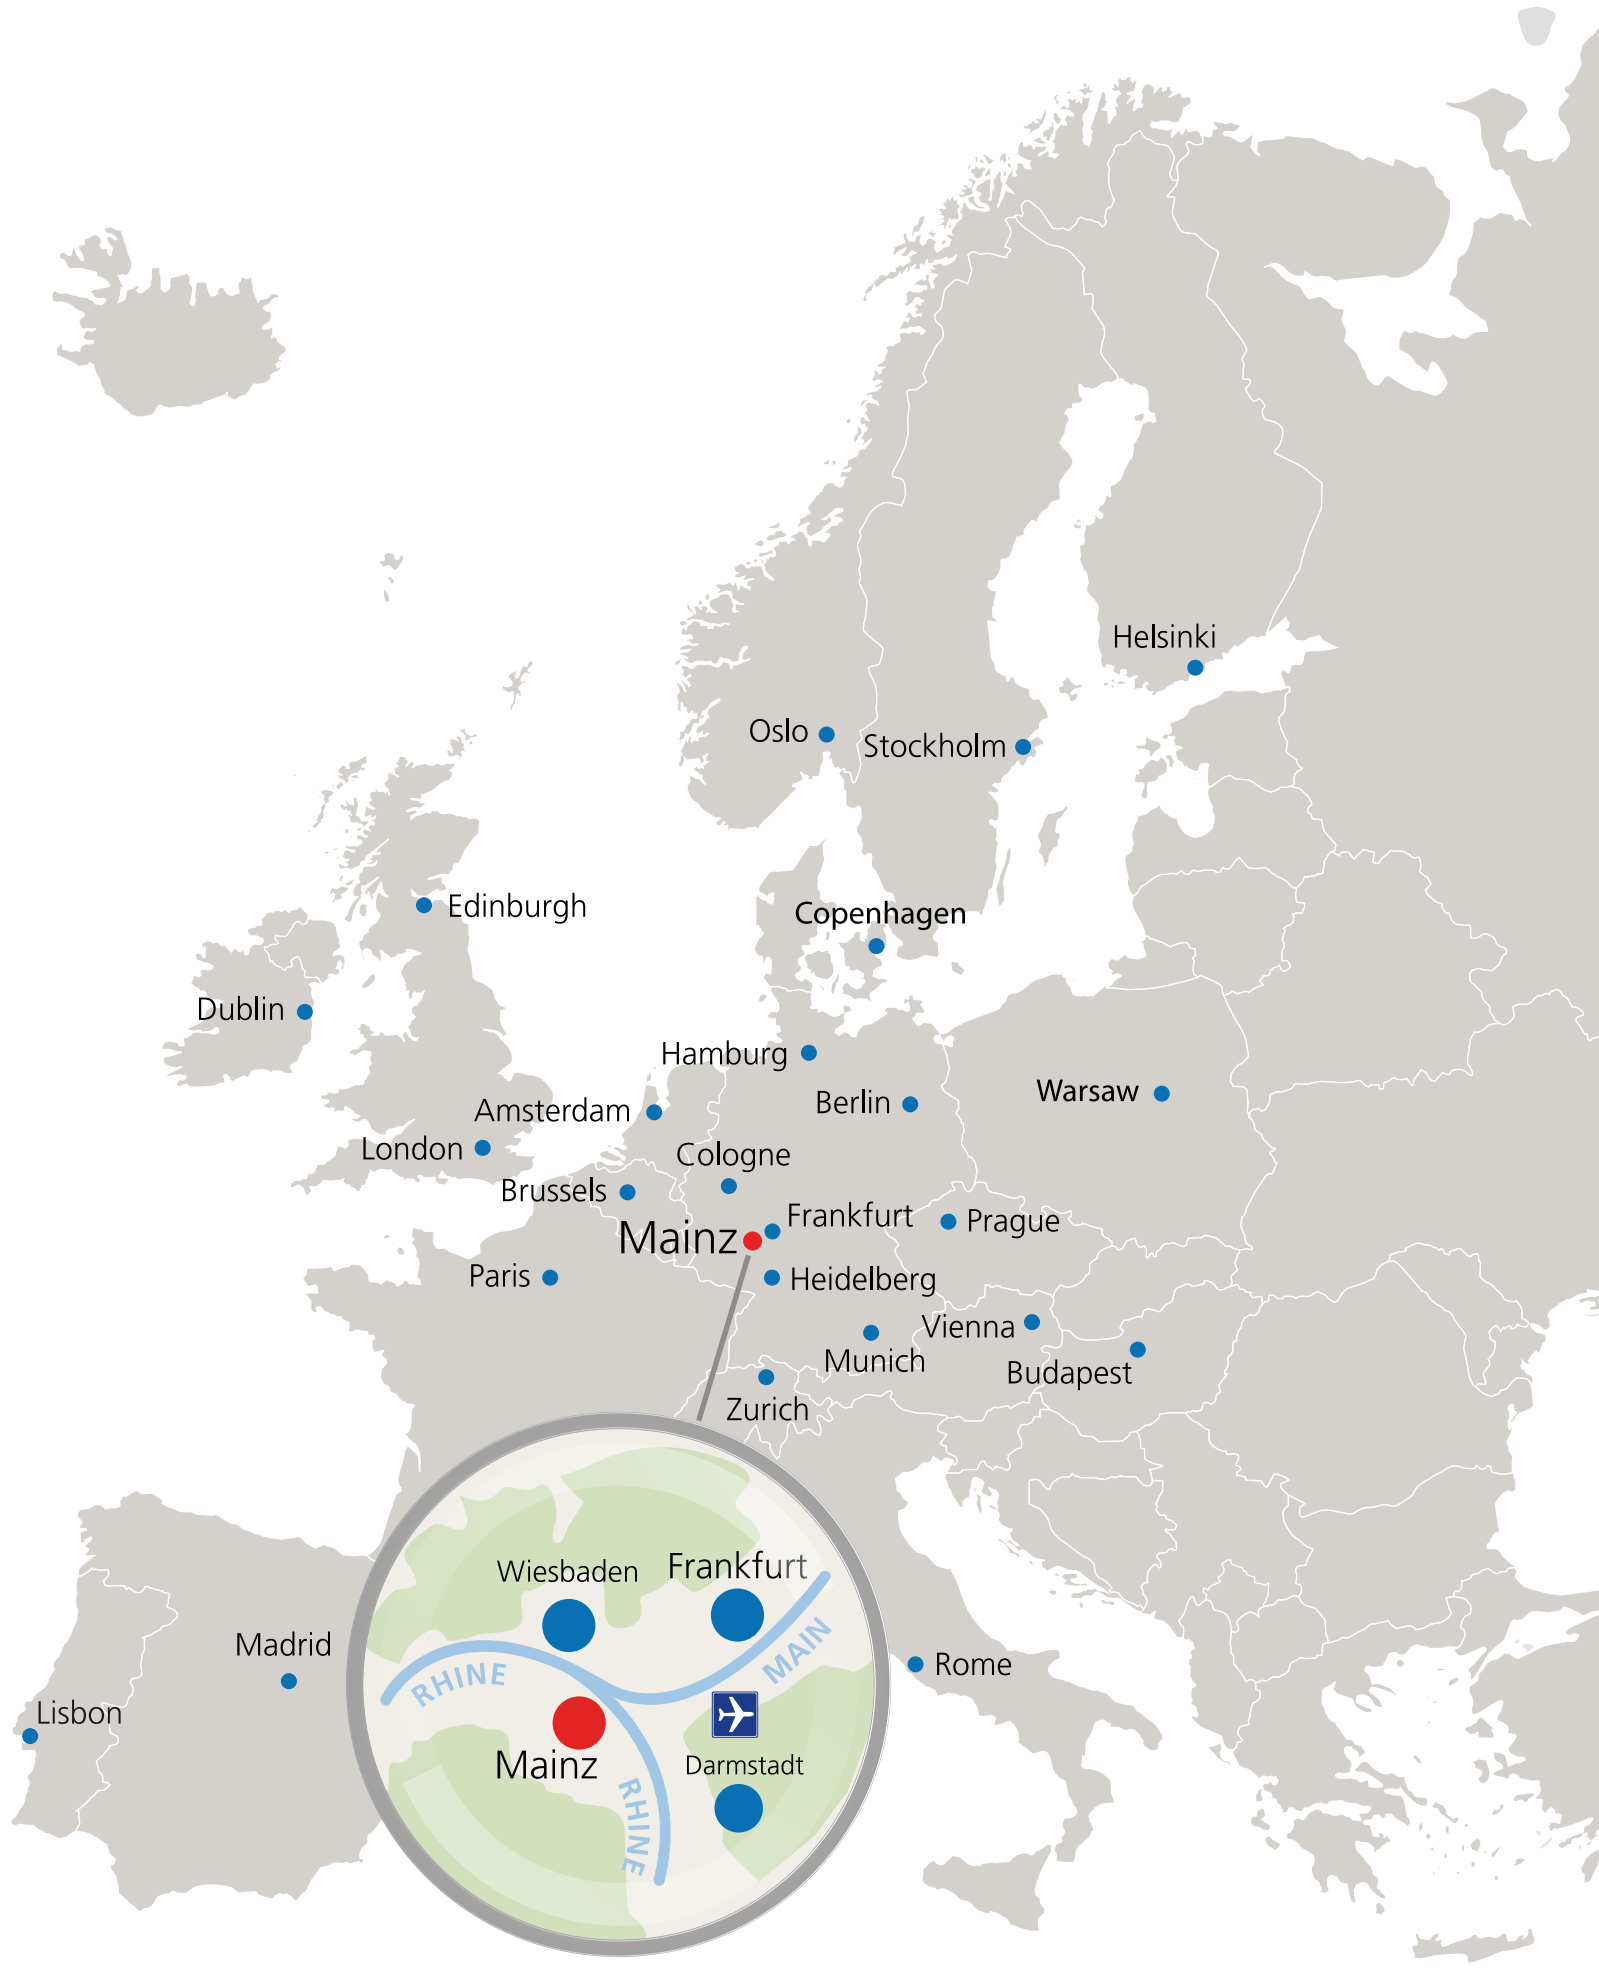 Helsinki
Oslo
Stockholm
Edinburgh
Copenhagen
Dublin
Hamburg
Warsaw
Berlin
Amsterdam
London
Cologne
Brussels
Frankfurt
Prague
Mainz
Paris
Heidelberg
Vienna
Munich
Budapest
Zurich
Frankfurt
Wiesbaden
MAIN
Madrid
Rome
RHINE
Lisbon
Mainz
Darmstadt
RHINE